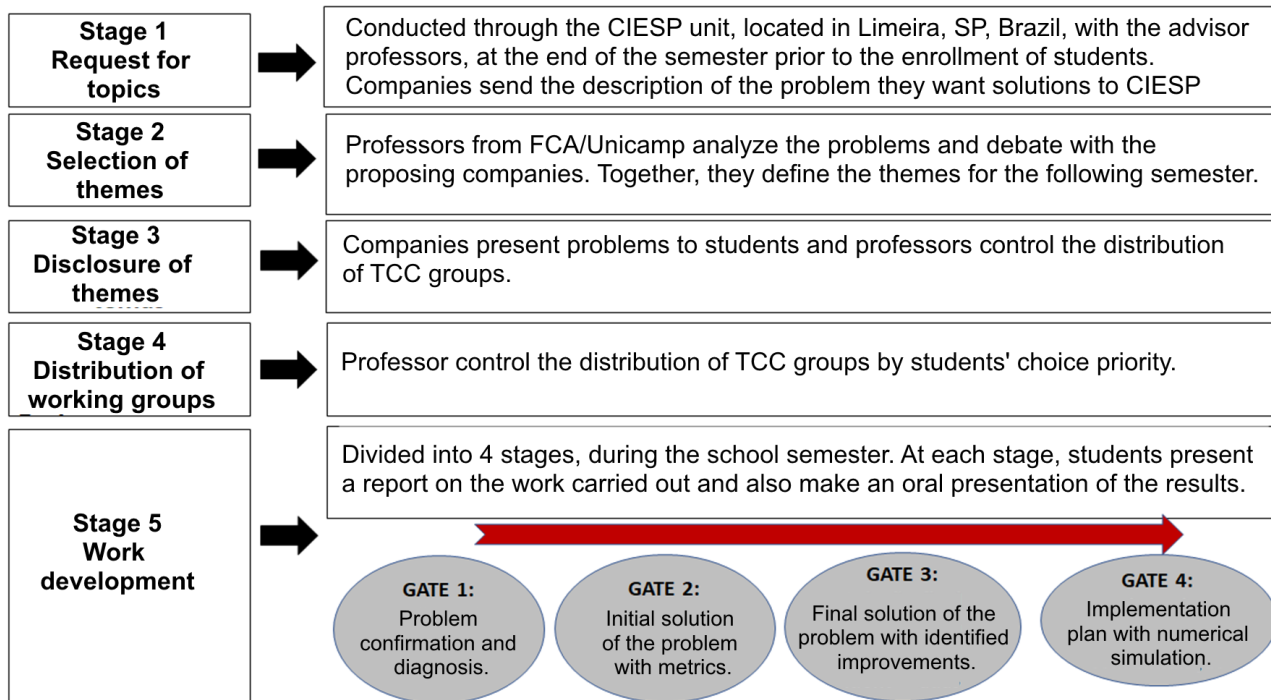 Stage 1
Request for
topics
Conducted through the CIESP unit, located in Limeira, SP, Brazil, with the advisor
professors, at the end of the semester prior to the enrollment of students.
Companies send the description of the problem they want solutions to CIESP
Stage 2
Selection of
themes
Professors from FCA/Unicamp analyze the problems and debate with the
proposing companies. Together, they define the themes for the following semester.
Stage 3
Disclosure of
themes
Companies present problems to students and professors control the distribution
of TCC groups.
Stage 4
Distribution of
working groups
Professor control the distribution of TCC groups by students' choice priority.
Stage 5
Work
development
Divided into 4 stages, during the school semester. At each stage, students present
a report on the work carried out and also make an oral presentation of the results.
GATE 1:
Problem
confirmation and
diagnosis.
GATE 2:
Initial solution
of the problem
with metrics.
GATE 3:
Final solution of the
problem with identified
improvements.
GATE 4:
Implementation
plan with numerical
simulation.